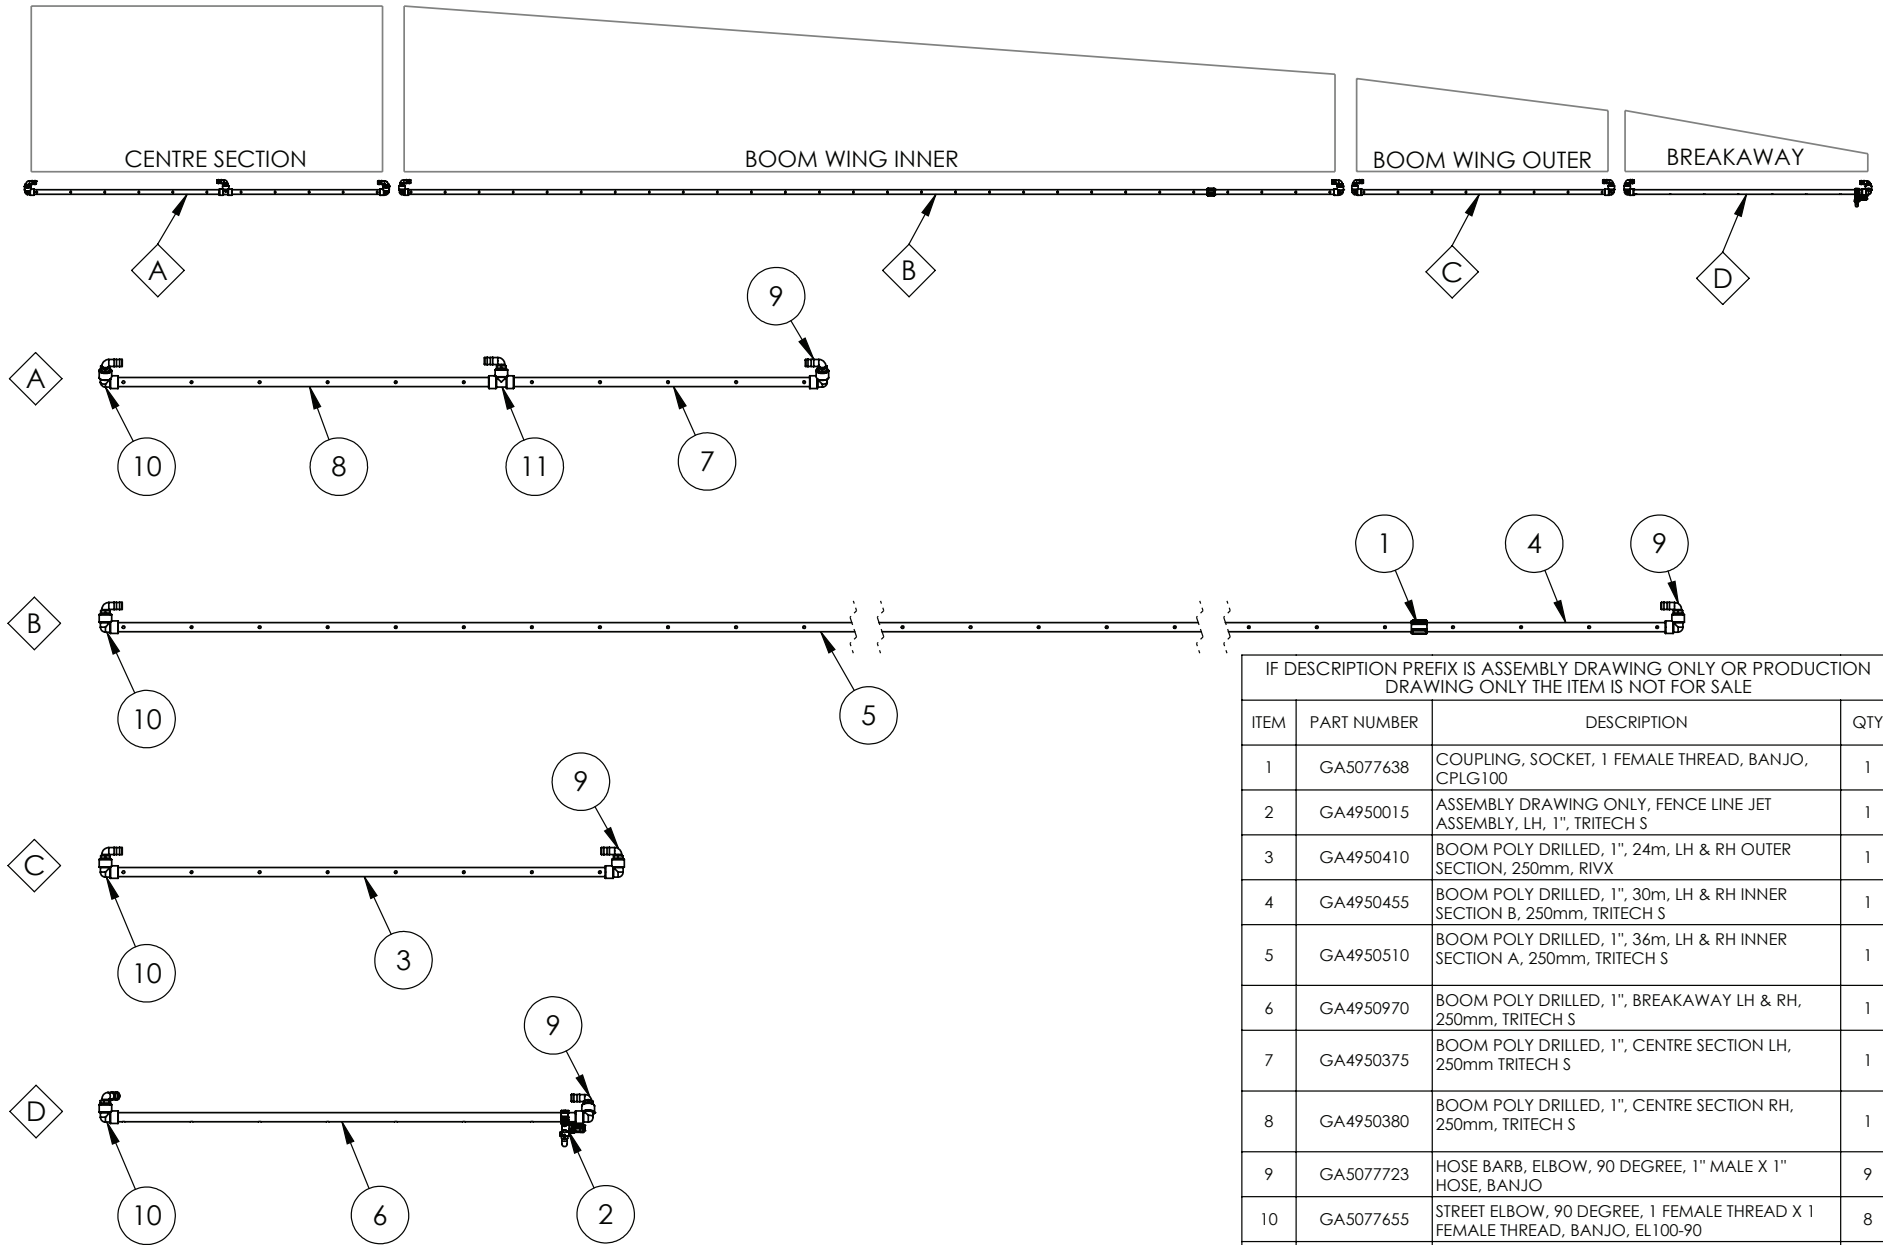 CENTRE SECTION
BOOM WING INNER
BOOM WING OUTER
BREAKAWAY
A
B
C
D
9
A
10
8
11
7
1
4
9
B
10
5
9
C
10
3
9
D
10
6
2
IF DESCRIPTION PREFIX IS ASSEMBLY DRAWING ONLY OR PRODUCTION
DRAWING ONLY THE ITEM IS NOT FOR SALE
ITEM PART NUMBER DESCRIPTION QTY
1 GA5077638 COUPLING, SOCKET, 1 FEMALE THREAD, BANJO, 1
CPLG100
2 GA4950015 ASSEMBLY DRAWING ONLY, FENCE LINE JET 1
ASSEMBLY, LH, 1", TRITECH S
3 GA4950410 BOOM POLY DRILLED, 1", 24m, LH & RH OUTER 1
SECTION, 250mm, RIVX
4 GA4950455 BOOM POLY DRILLED, 1", 30m, LH & RH INNER 1
SECTION B, 250mm, TRITECH S
5 GA4950510 BOOM POLY DRILLED, 1", 36m, LH & RH INNER 1
SECTION A, 250mm, TRITECH S
6 GA4950970 BOOM POLY DRILLED, 1", BREAKAWAY LH & RH, 1
250mm, TRITECH S
7 GA4950375 BOOM POLY DRILLED, 1", CENTRE SECTION LH, 1
250mm TRITECH S
8 GA4950380 BOOM POLY DRILLED, 1", CENTRE SECTION RH, 1
250mm, TRITECH S
9 GA5077723 HOSE BARB, ELBOW, 90 DEGREE, 1" MALE X 1" 9
HOSE, BANJO
10 GA5077655 STREET ELBOW, 90 DEGREE, 1 FEMALE THREAD X 1 8
FEMALE THREAD, BANJO, EL100-90